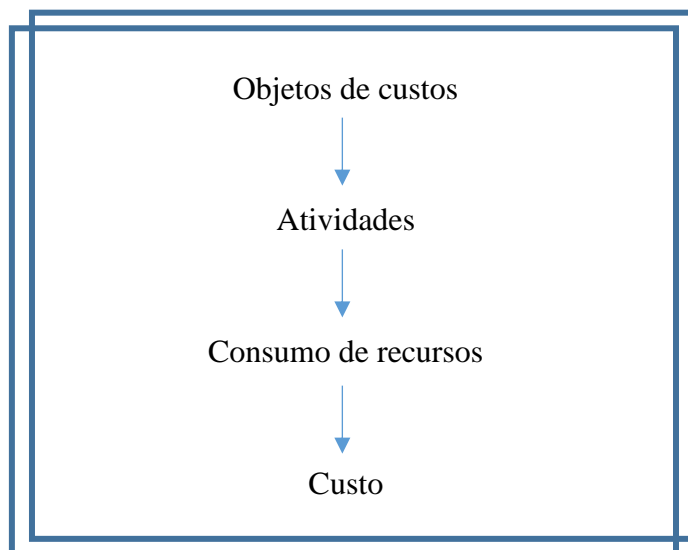 Objetos de custos
Atividades
Consumo de recursos
Custo